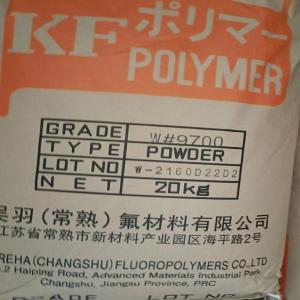 KF ポリマー
POLYMER
GRADE W#9700
TYPE POWDER
LOT NO W-2160D22D2
NET 20kg
吴羽(常熟)氟材料有限公司
江苏省常熟市新材料产业园区海平路2号
REHA (CHANGSHU) FLUOROPOLYMERS CO.,LTD
.2 Haiping Road, Advanced Materials Industrial Park
Changshu, Jiangsu Province, PRC
GRADE LOT NO